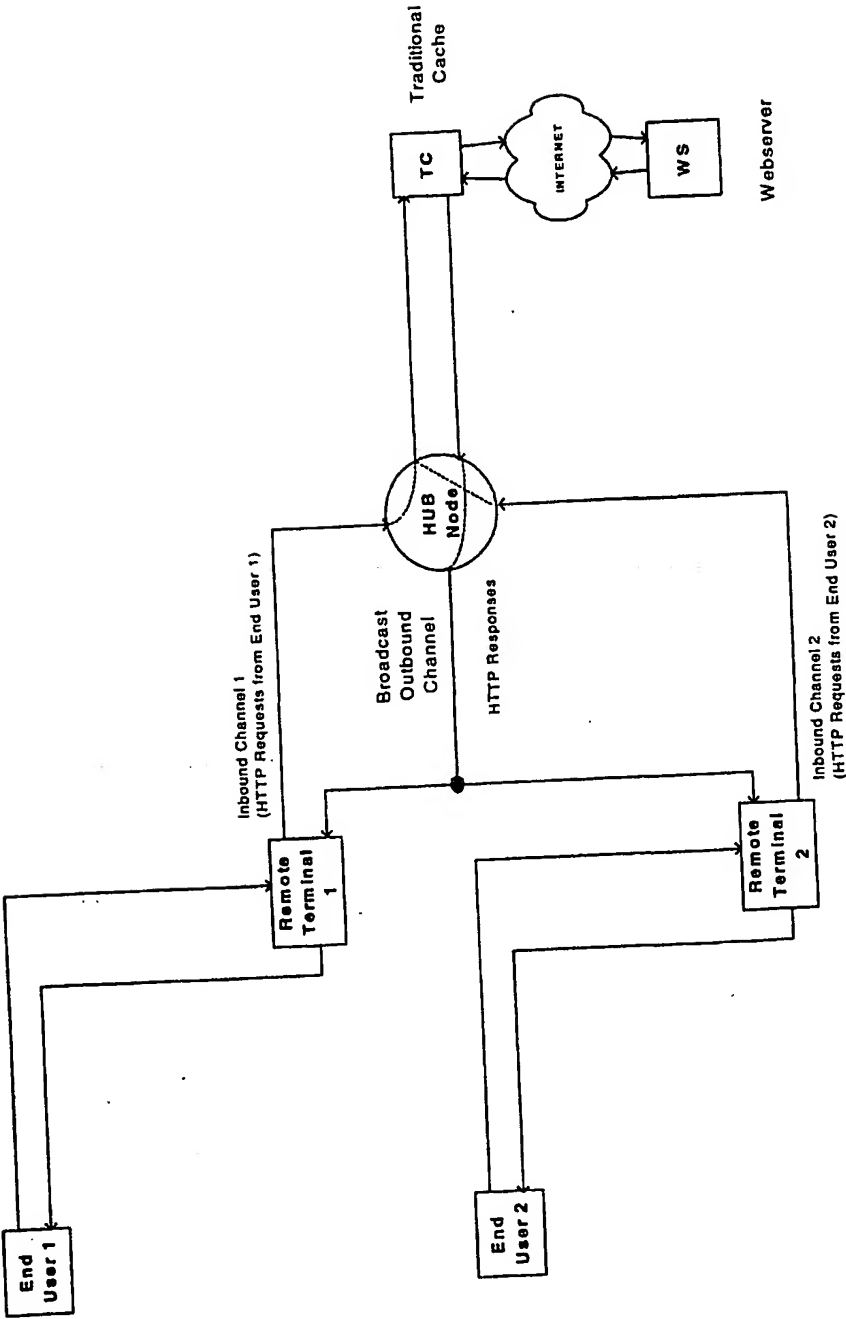 End
User 1
Remote
Terminal
1
Inbound Channel 1
(HTTP Requests from End User 1)
Broadcast
Outbound
Channel
HTTP Responses
HUB
Node
TC
Traditional
Cache
INTERNET
WS
Webserver
End
User 2
Remote
Terminal
2
Inbound Channel 2
(HTTP Requests from End User 2)